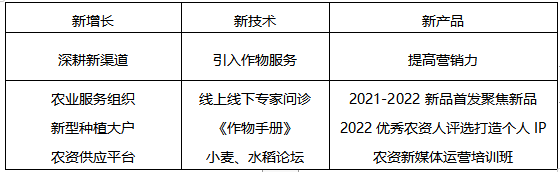 新增长 新技术 新产品
深耕新渠道 引入作物服务 提高营销力
农业服务组织 线上线下专家问诊 2021-2022 新品首发聚焦新品
新型种植大户 《作物手册》 2022 优秀农资人评选打造个人 IP
农资供应平台 小麦、水稻论坛 农资新媒体运营培训班